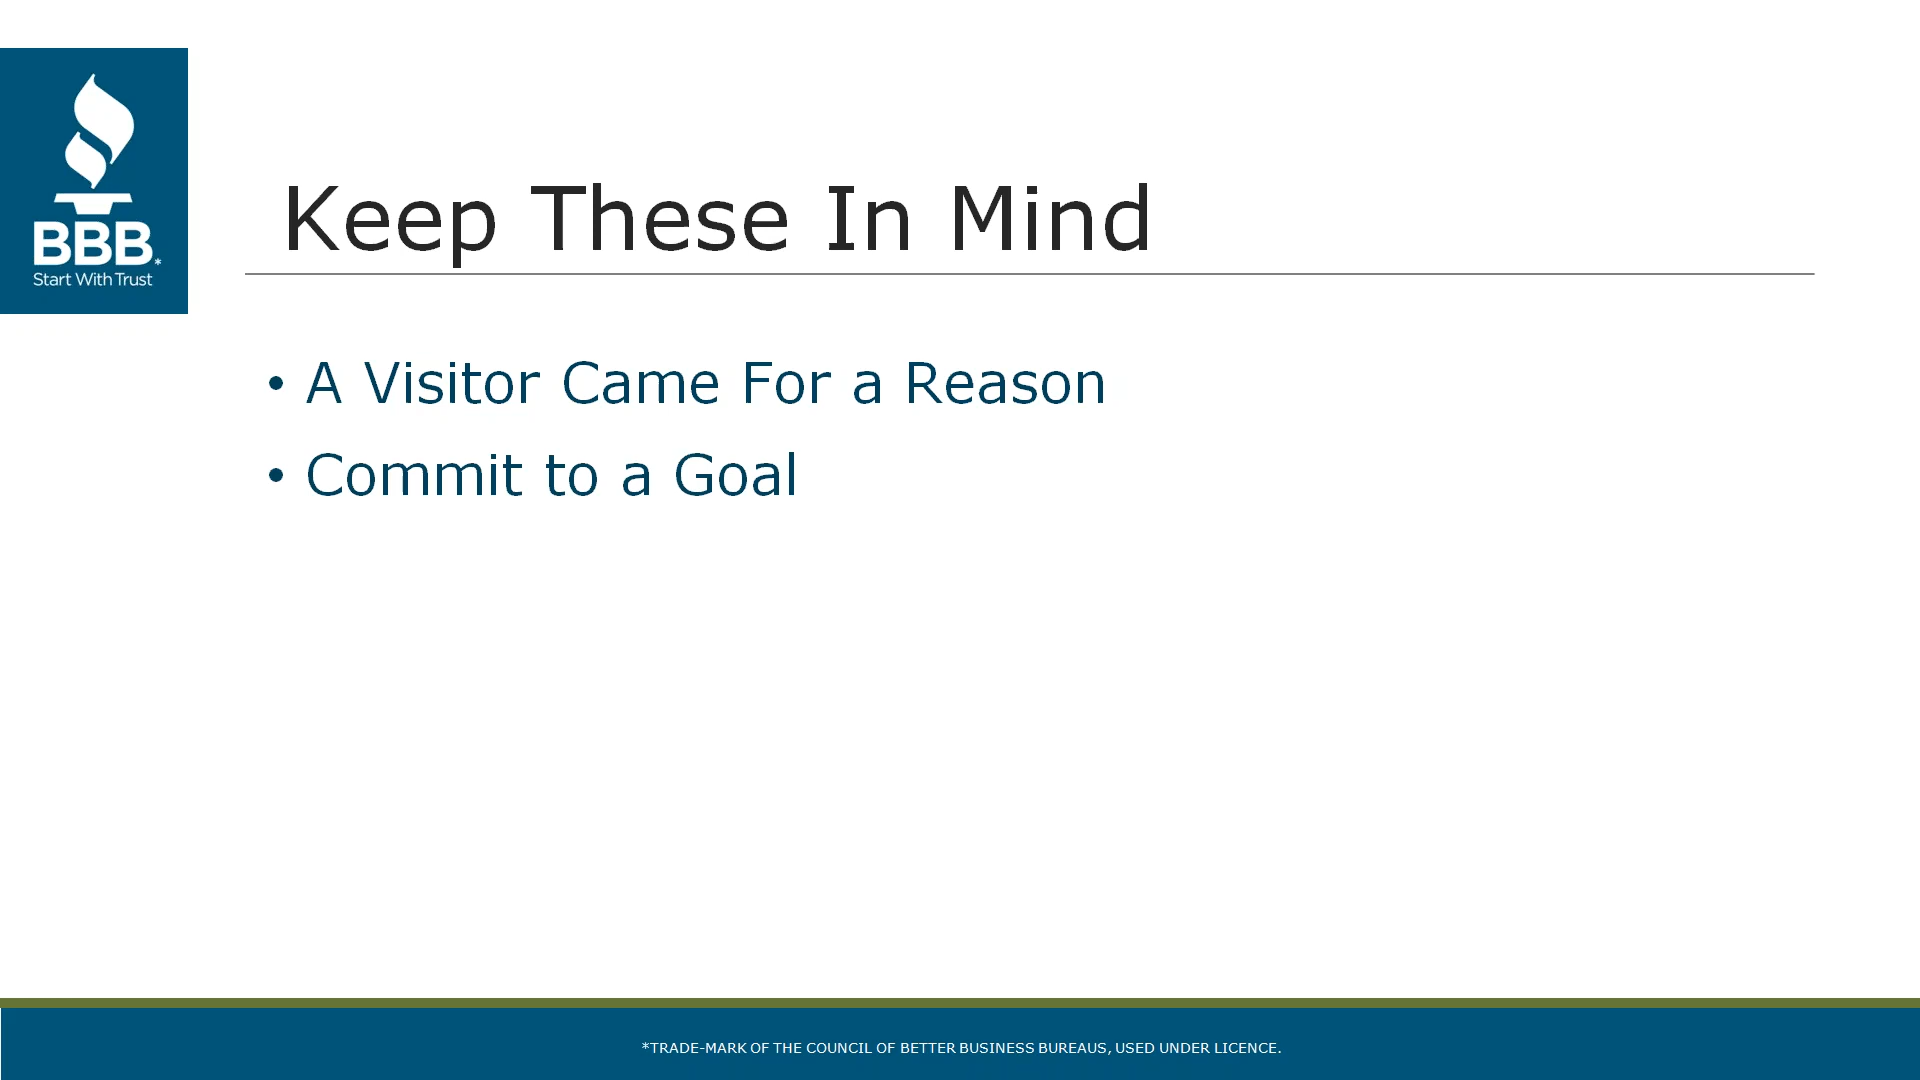 BBB*
Start With Trust
Keep These In Mind
• A Visitor Came For a Reason
• Commit to a Goal
*TRADE-MARK OF THE COUNCIL OF BETTER BUSINESS BUREAUS, USED UNDER LICENCE.